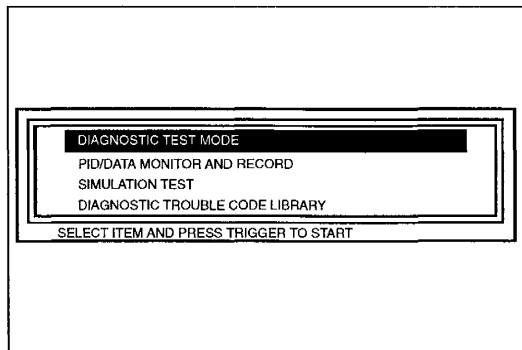 DIAGNOSTIC TEST MODE
PID/DATA MONITOR AND RECORD
SIMULATION TEST
DIAGNOSTIC TROUBLE CODE LIBRARY
SELECT ITEM AND PRESS TRIGGER TO START